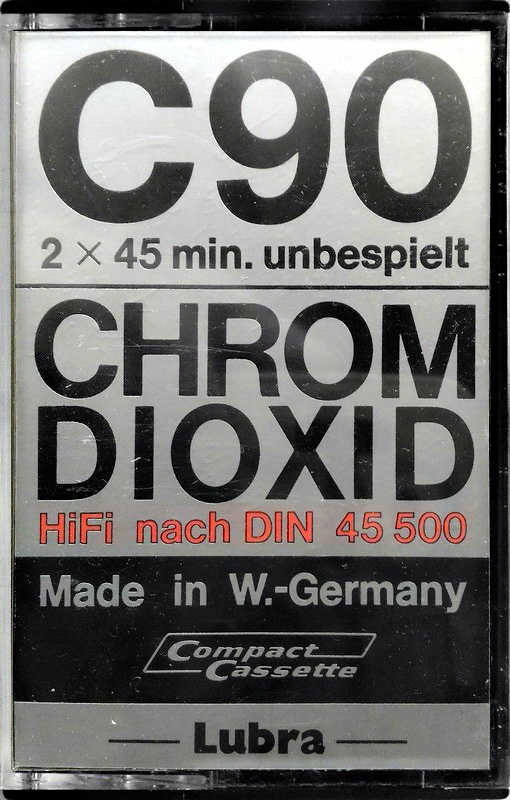 C90
2 × 45 min. unbespielt
CHROM
DIOXID
HiFi nach DIN 45 500
Made in W.-Germany
Compact
Cassette
Lubra